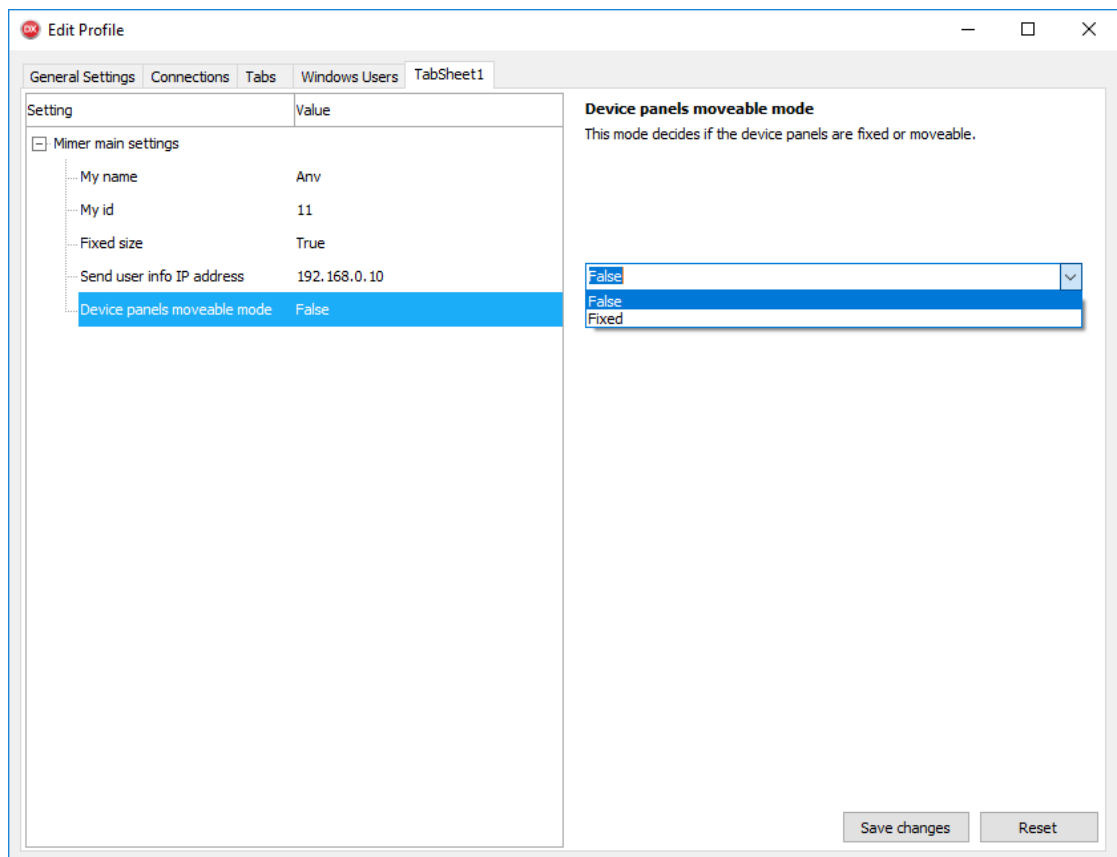 DX Edit Profile
General Settings Connections Tabs Windows Users TabSheet1
Setting Value
Mimer main settings
My name Anv
My id 11
Fixed size True
Send user info IP address 192.168.0.10
Device panels moveable mode False
Device panels moveable mode
This mode decides if the device panels are fixed or moveable.
False
False
Fixed
Save changes Reset